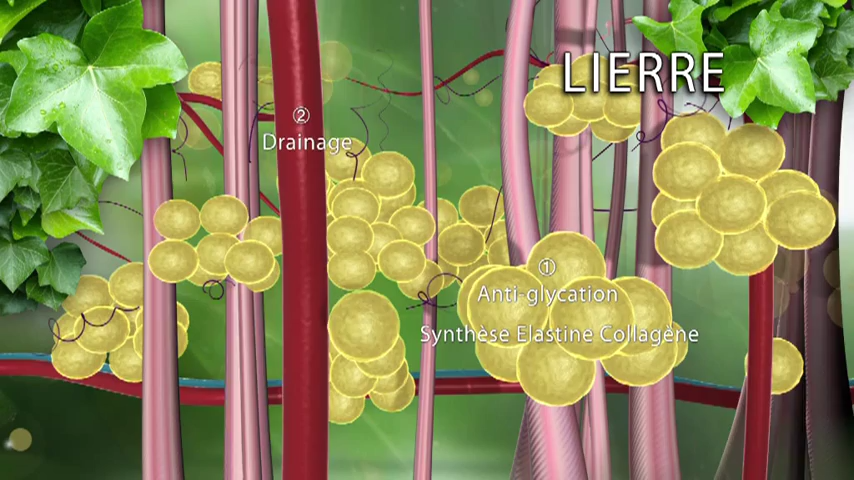 LIERRE
②
Drainage
①
Anti-glycation
Synthèse Elastine Collagène